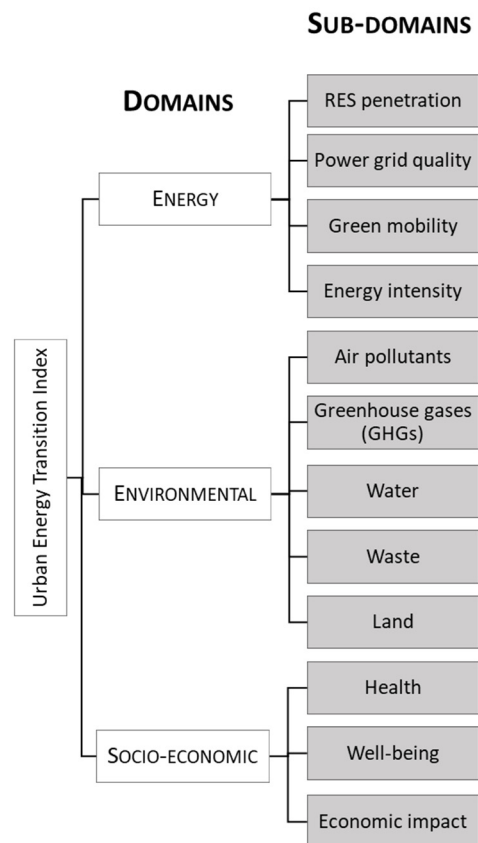 SUB-DOMAINS
DOMAINS
RES penetration
Power grid quality
ENERGY
Green mobility
Energy intensity
Urban Energy Transition Index
Air pollutants
Greenhouse gases
(GHGs)
ENVIRONMENTAL
Water
Waste
Land
Health
SOCIO-ECONOMIC
Well-being
Economic impact